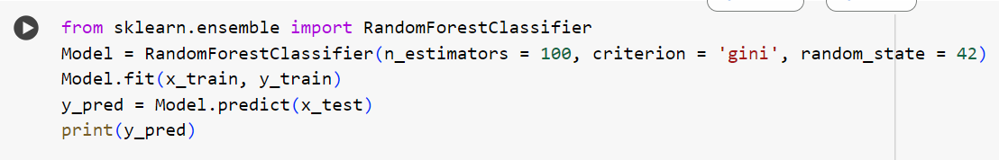 from sklearn.ensemble import RandomForestClassifier
Model = RandomForestClassifier(n_estimators = 100, criterion = 'gini', random_state = 42)
Model.fit(x_train, y_train)
y_pred = Model.predict(x_test)
print(y_pred)